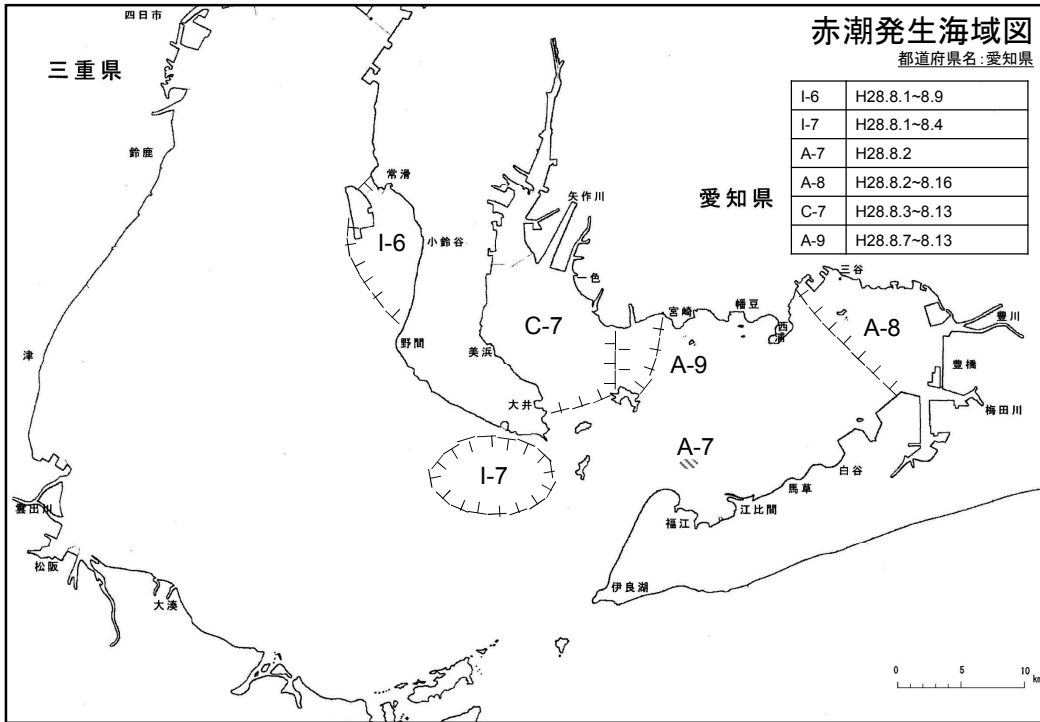 赤潮発生海域図
都道府県名:愛知県
I-6 H28.8.1~8.9
I-7 H28.8.1~8.4
A-7 H28.8.2
A-8 H28.8.2~8.16
C-7 H28.8.3~8.13
A-9 H28.8.7~8.13
四日市
三重県
鈴鹿
常滑
矢作川
愛知県
I-6
小鈴谷
一色
三谷
宮崎
幡豆
西浦
豊川
C-7
A-8
津
野間
美浜
A-9
豊橋
大井
梅田川
A-7
I-7
白谷
馬草
雲出川
江比間
福江
松阪
伊良湖
大湊
0 5 10
km